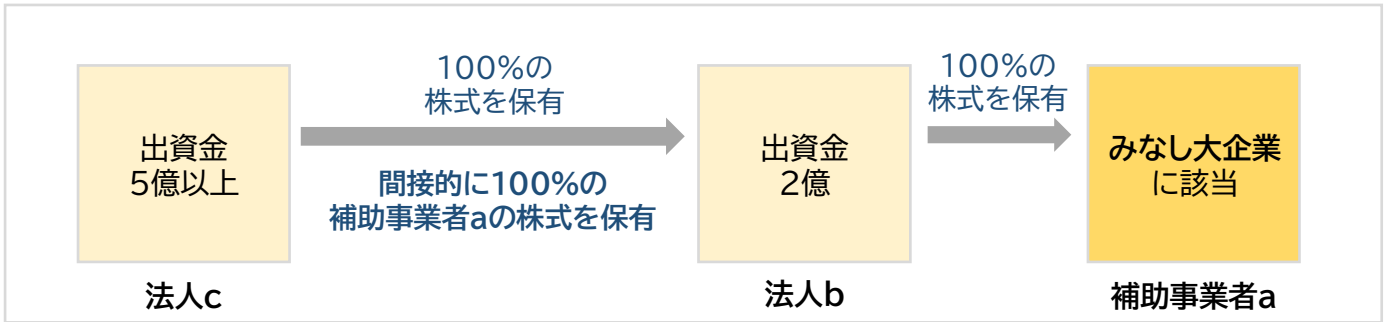 出資金
5億以上
法人c
100%の
株式を保有
間接的に100%の
補助事業者aの株式を保有
出資金
2億
法人b
100%の
株式を保有
みなし大企業
に該当
補助事業者a